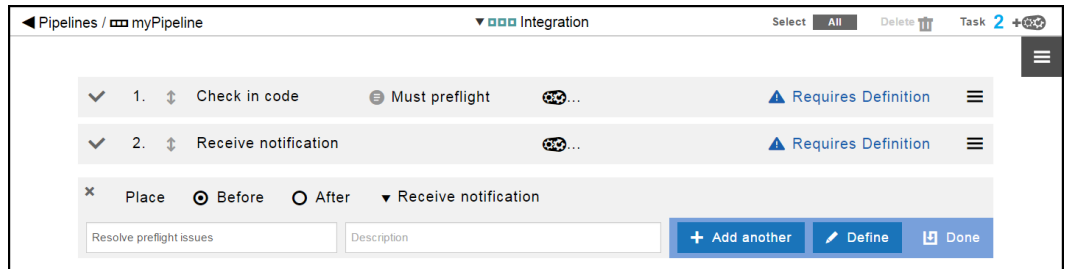 Pipelines / myPipeline Integration Select All Delete Task 2 +
1. Check in code Must preflight ... Requires Definition
2. Receive notification ... Requires Definition
Place Before After Receive notification
Resolve preflight issues Description + Add another Define Done